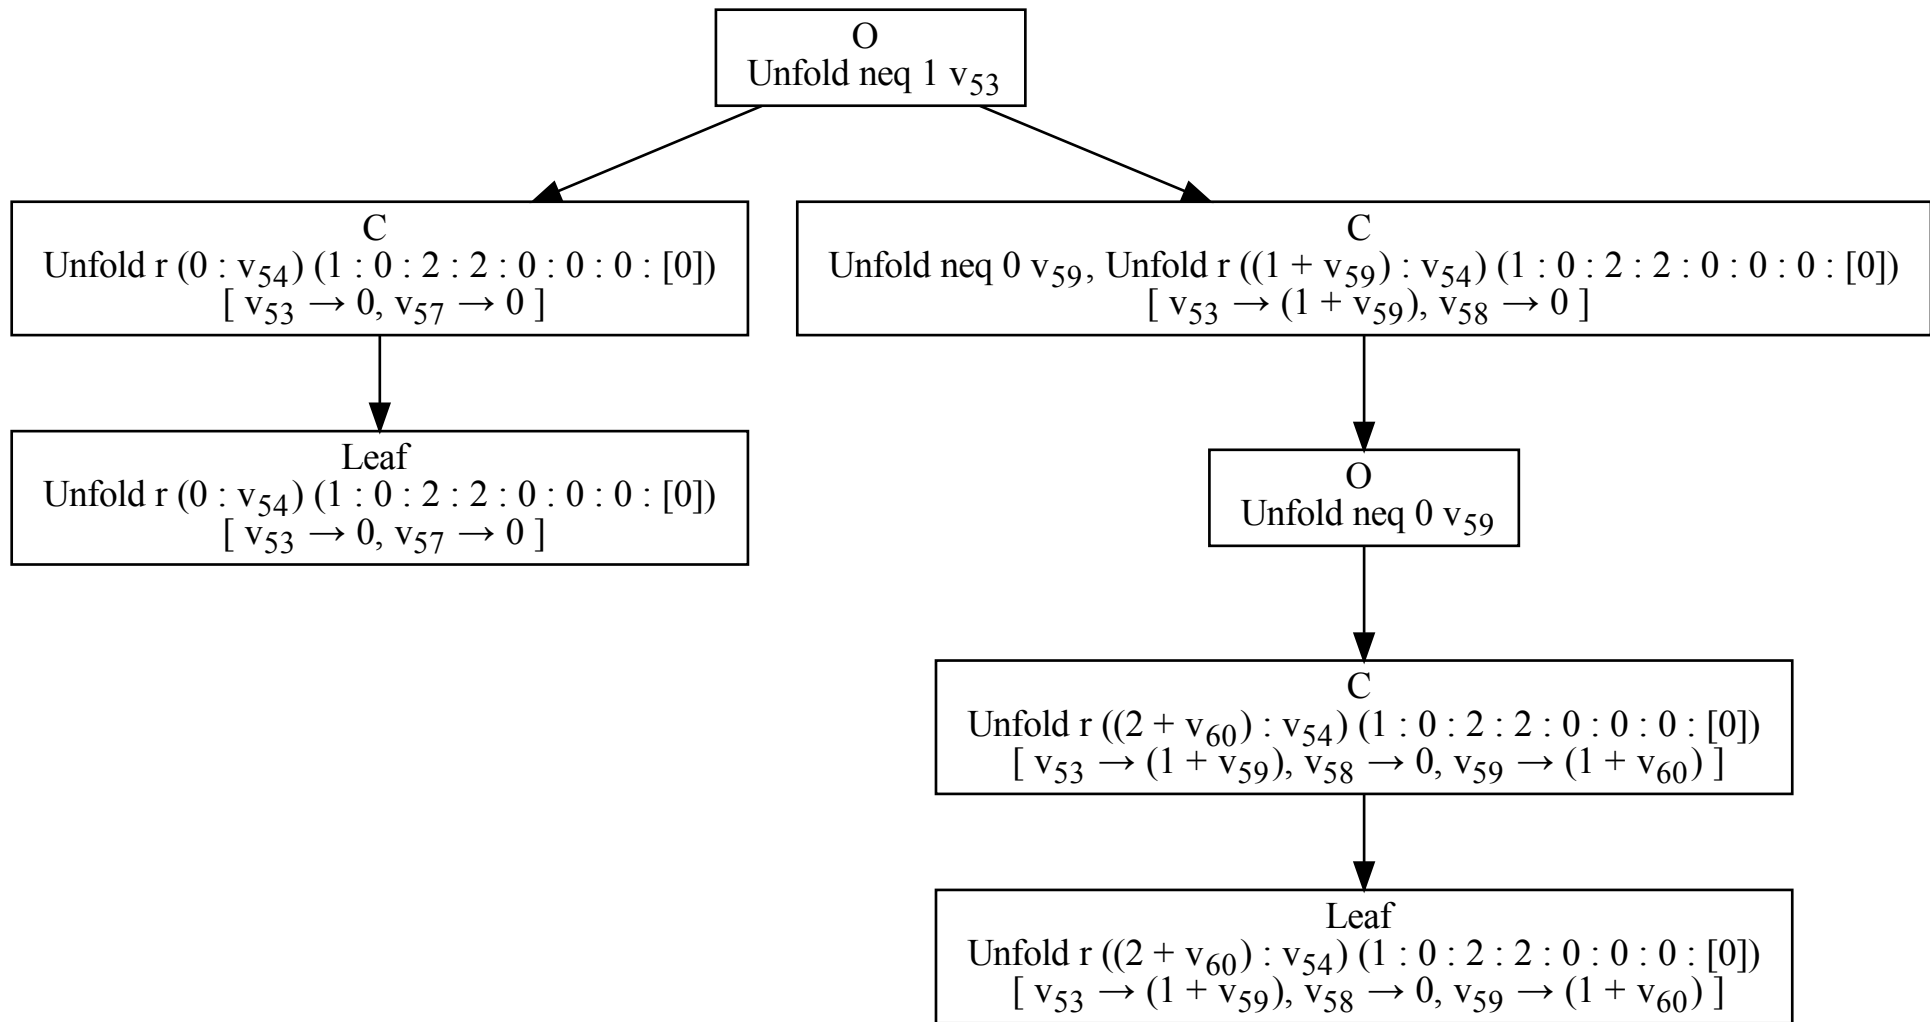 O
Unfold neq 1 v₅₃
C
Unfold r (0 : v₅₄) (1 : 0 : 2 : 2 : 0 : 0 : 0 : [0])
[ v₅₃ → 0, v₅₇ → 0 ]
C
Unfold neq 0 v₅₉, Unfold r ((1 + v₅₉) : v₅₄) (1 : 0 : 2 : 2 : 0 : 0 : 0 : [0])
[ v₅₃ → (1 + v₅₉), v₅₈ → 0 ]
Leaf
Unfold r (0 : v₅₄) (1 : 0 : 2 : 2 : 0 : 0 : 0 : [0])
[ v₅₃ → 0, v₅₇ → 0 ]
O
Unfold neq 0 v₅₉
C
Unfold r ((2 + v₆₀) : v₅₄) (1 : 0 : 2 : 2 : 0 : 0 : 0 : [0])
[ v₅₃ → (1 + v₅₉), v₅₈ → 0, v₅₉ → (1 + v₆₀) ]
Leaf
Unfold r ((2 + v₆₀) : v₅₄) (1 : 0 : 2 : 2 : 0 : 0 : 0 : [0])
[ v₅₃ → (1 + v₅₉), v₅₈ → 0, v₅₉ → (1 + v₆₀) ]